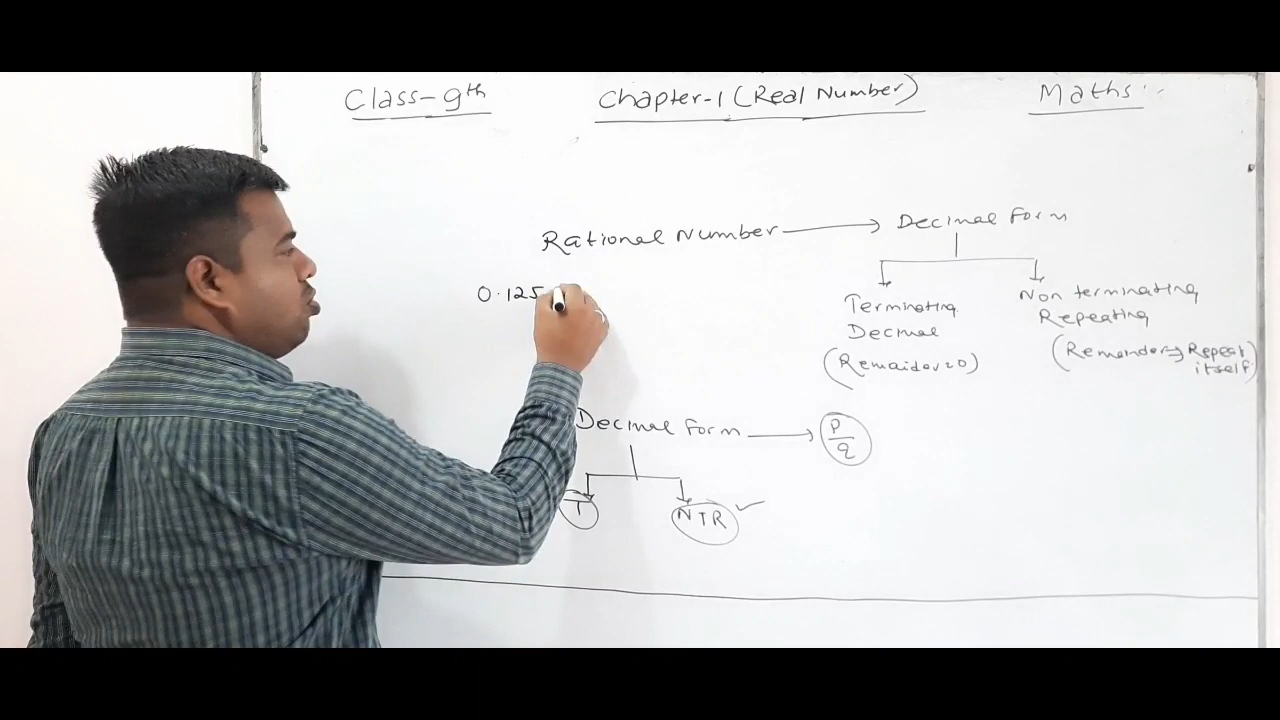 Class-9th
Chapter-1 (Real Number)
Maths
Rational Number → Decimal Form
Terminating
Decimal
(Remaider=0)
Non terminating
Repeating
(Remainder→Repeat
itself)
0.125
Decimal Form → P/q
T
NTR ✓